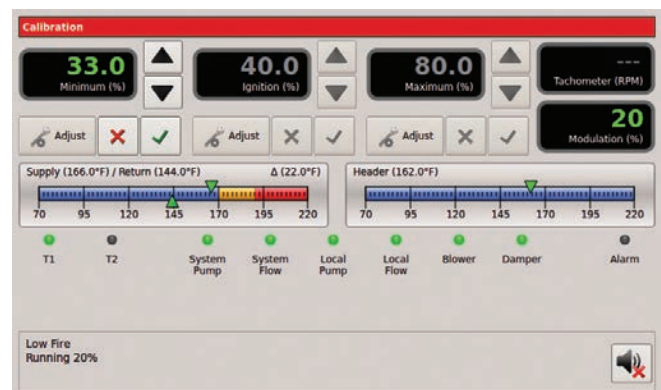 Calibration
33.0
Minimum (%)
40.0
Ignition (%)
80.0
Maximum (%)
---
Tachometer (RPM)
Adjust
Adjust
Adjust
20
Modulation (%)
Supply (166.0°F) / Return (144.0°F) Δ (22.0°F)
70 95 120 145 170 195 220
Header (162.0°F)
70 95 120 145 170 195 220
T1
T2
System Pump
System Flow
Local Pump
Local Flow
Blower
Damper
Alarm
Low Fire
Running 20%